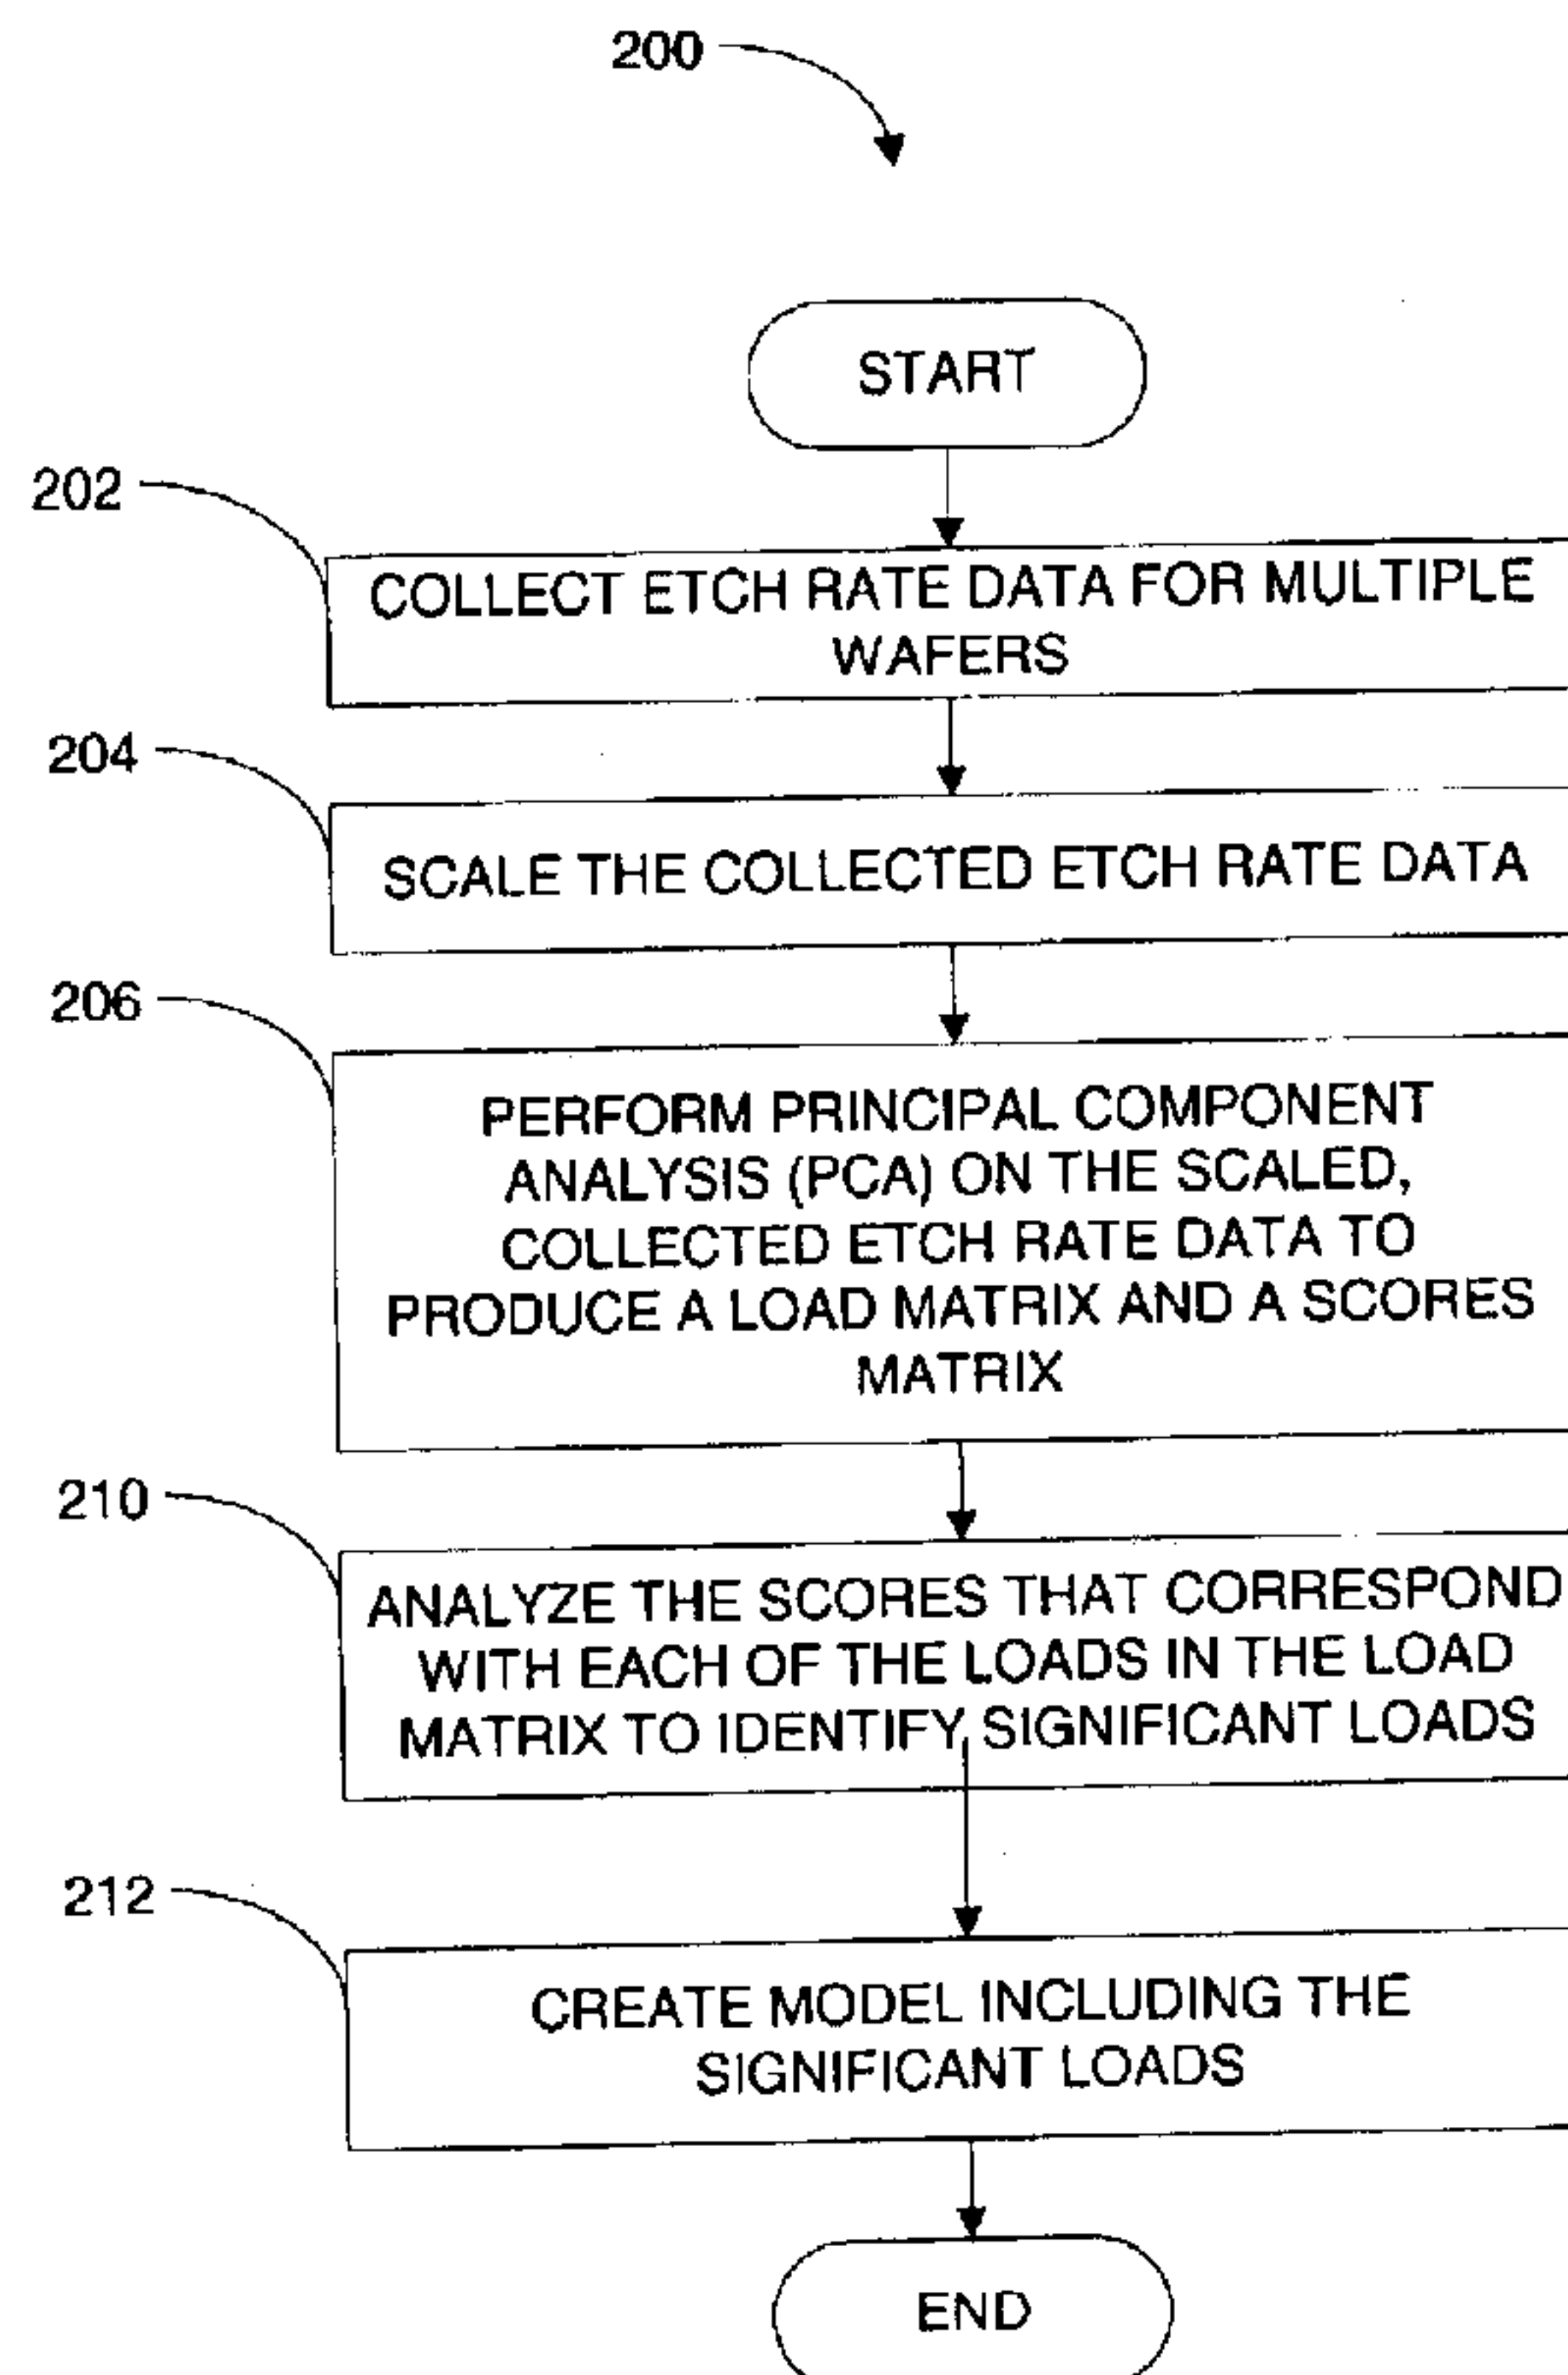 200
START
202
COLLECT ETCH RATE DATA FOR MULTIPLE
WAFERS
204
SCALE THE COLLECTED ETCH RATE DATA
206
PERFORM PRINCIPAL COMPONENT
ANALYSIS (PCA) ON THE SCALED,
COLLECTED ETCH RATE DATA TO
PRODUCE A LOAD MATRIX AND A SCORES
MATRIX
210
ANALYZE THE SCORES THAT CORRESPOND
WITH EACH OF THE LOADS IN THE LOAD
MATRIX TO IDENTIFY SIGNIFICANT LOADS
212
CREATE MODEL INCLUDING THE
SIGNIFICANT LOADS
END